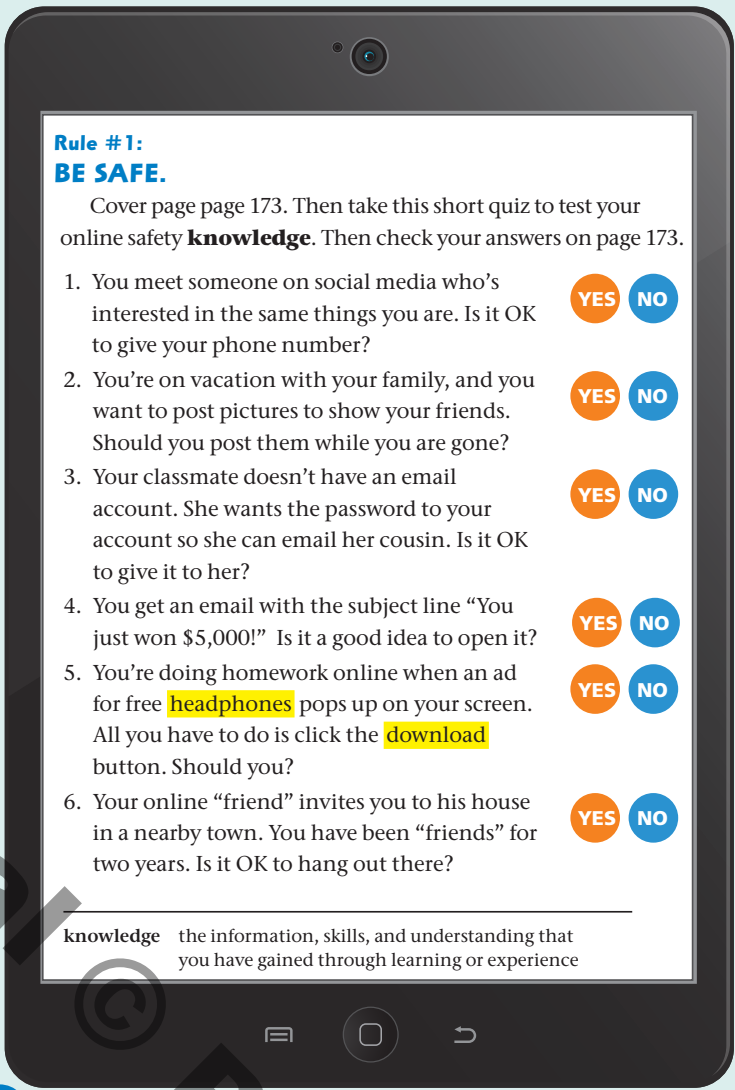 Rule #1:
BE SAFE.
Cover page page 173. Then take this short quiz to test your
online safety knowledge. Then check your answers on page 173.
1. You meet someone on social media who's
interested in the same things you are. Is it OK
to give your phone number?
YES NO
2. You're on vacation with your family, and you
want to post pictures to show your friends.
Should you post them while you are gone?
YES NO
3. Your classmate doesn't have an email
account. She wants the password to your
account so she can email her cousin. Is it OK
to give it to her?
YES NO
4. You get an email with the subject line “You
just won $5,000!” Is it a good idea to open it?
YES NO
5. You're doing homework online when an ad
for free headphones pops up on your screen.
All you have to do is click the download
button. Should you?
YES NO
6. Your online “friend” invites you to his house
in a nearby town. You have been “friends” for
two years. Is it OK to hang out there?
YES NO
knowledge the information, skills, and understanding that
you have gained through learning or experience
©